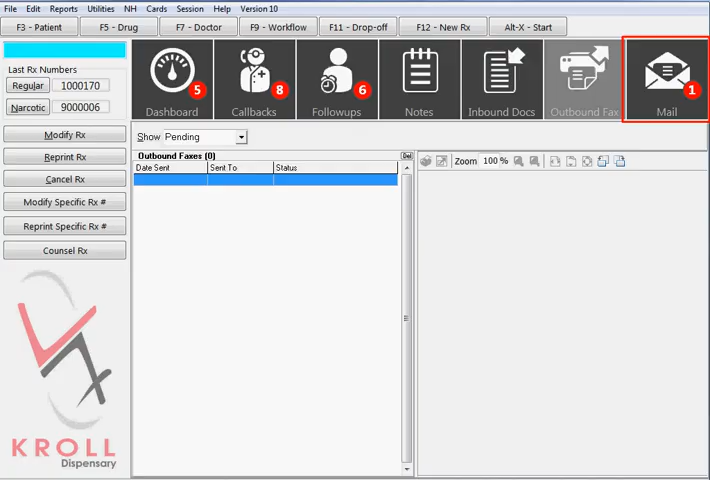 File Edit Reports Utilities NH Cards Session Help Version 10
F3 - Patient F5 - Drug F7 - Doctor F9 - Workflow F11 - Drop-off F12 - New Rx Alt-X - Start
Last Rx Numbers
Regular 1000170
Narcotic 9000006
Modify Rx
Reprint Rx
Cancel Rx
Modify Specific Rx #
Reprint Specific Rx #
Counsel Rx
KROLL
Dispensary
5 8 6 1
Dashboard Callbacks Followups Notes Inbound Docs Outbound Fax Mail
Show Pending
Outbound Faxes (0) Del
Date Sent Sent To Status
Zoom 100 %